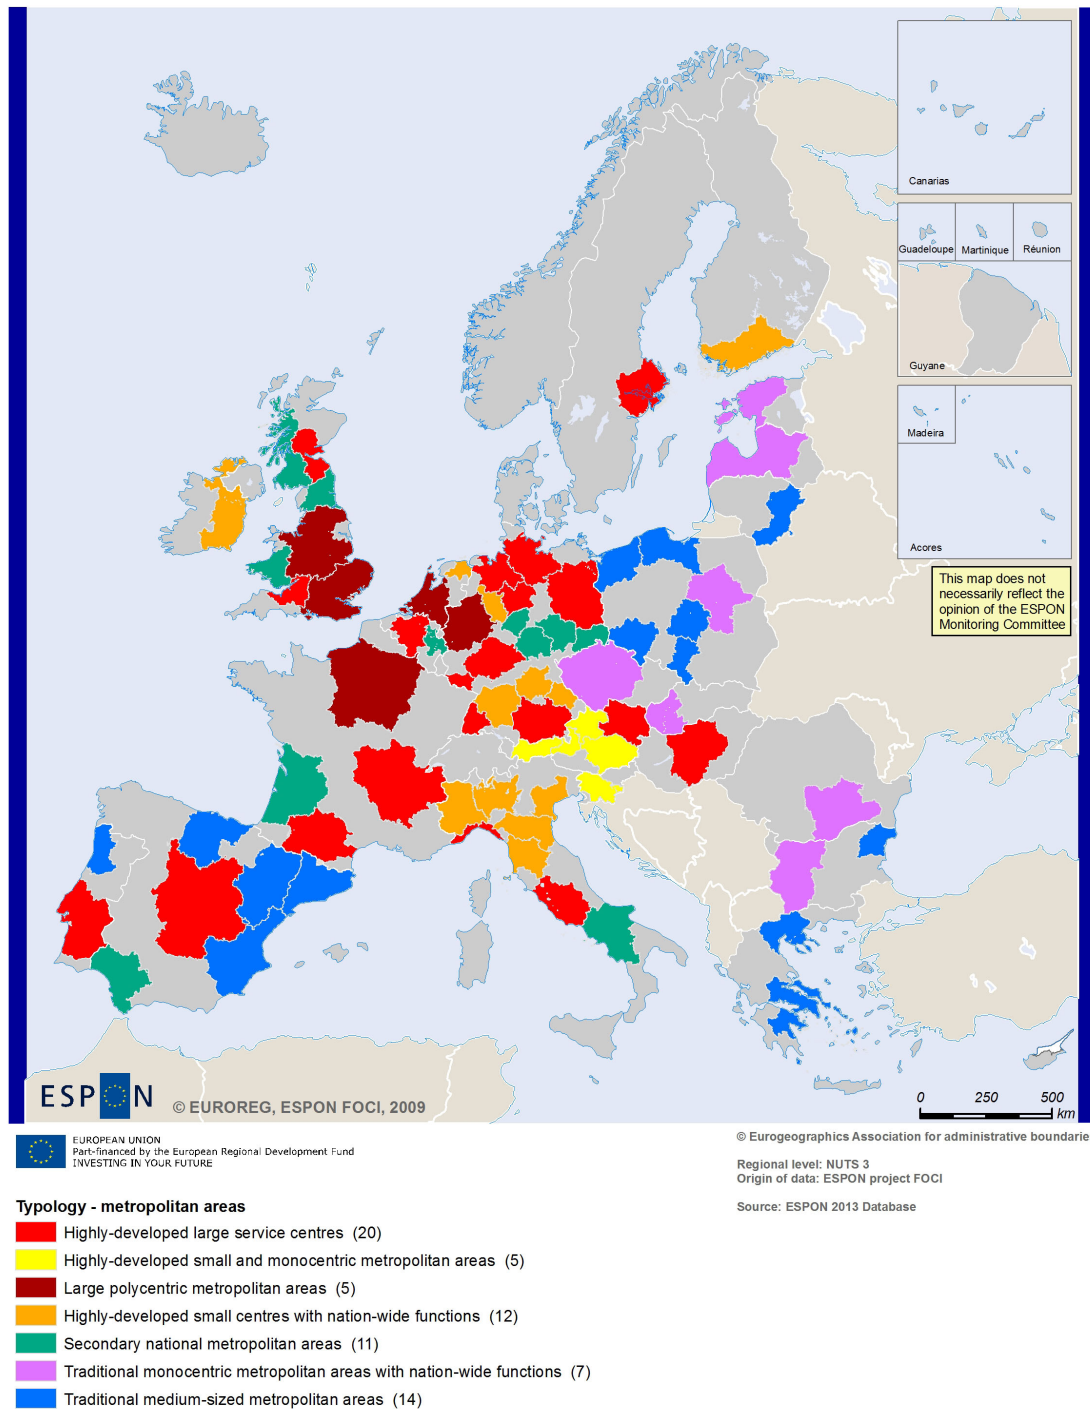 Canarias
Guadeloupe
Martinique
Réunion
Guyane
Madeira
Acores
This map does not
necessarily reflect the
opinion of the ESPON
Monitoring Committee
ESPON
© EUROREG, ESPON FOCI, 2009
0 250 500
km
EUROPEAN UNION
Part-financed by the European Regional Development Fund
INVESTING IN YOUR FUTURE
© Eurogeographics Association for administrative boundarie
Regional level: NUTS 3
Origin of data: ESPON project FOCI
Source: ESPON 2013 Database
Typology - metropolitan areas
Highly-developed large service centres (20)
Highly-developed small and monocentric metropolitan areas (5)
Large polycentric metropolitan areas (5)
Highly-developed small centres with nation-wide functions (12)
Secondary national metropolitan areas (11)
Traditional monocentric metropolitan areas with nation-wide functions (7)
Traditional medium-sized metropolitan areas (14)